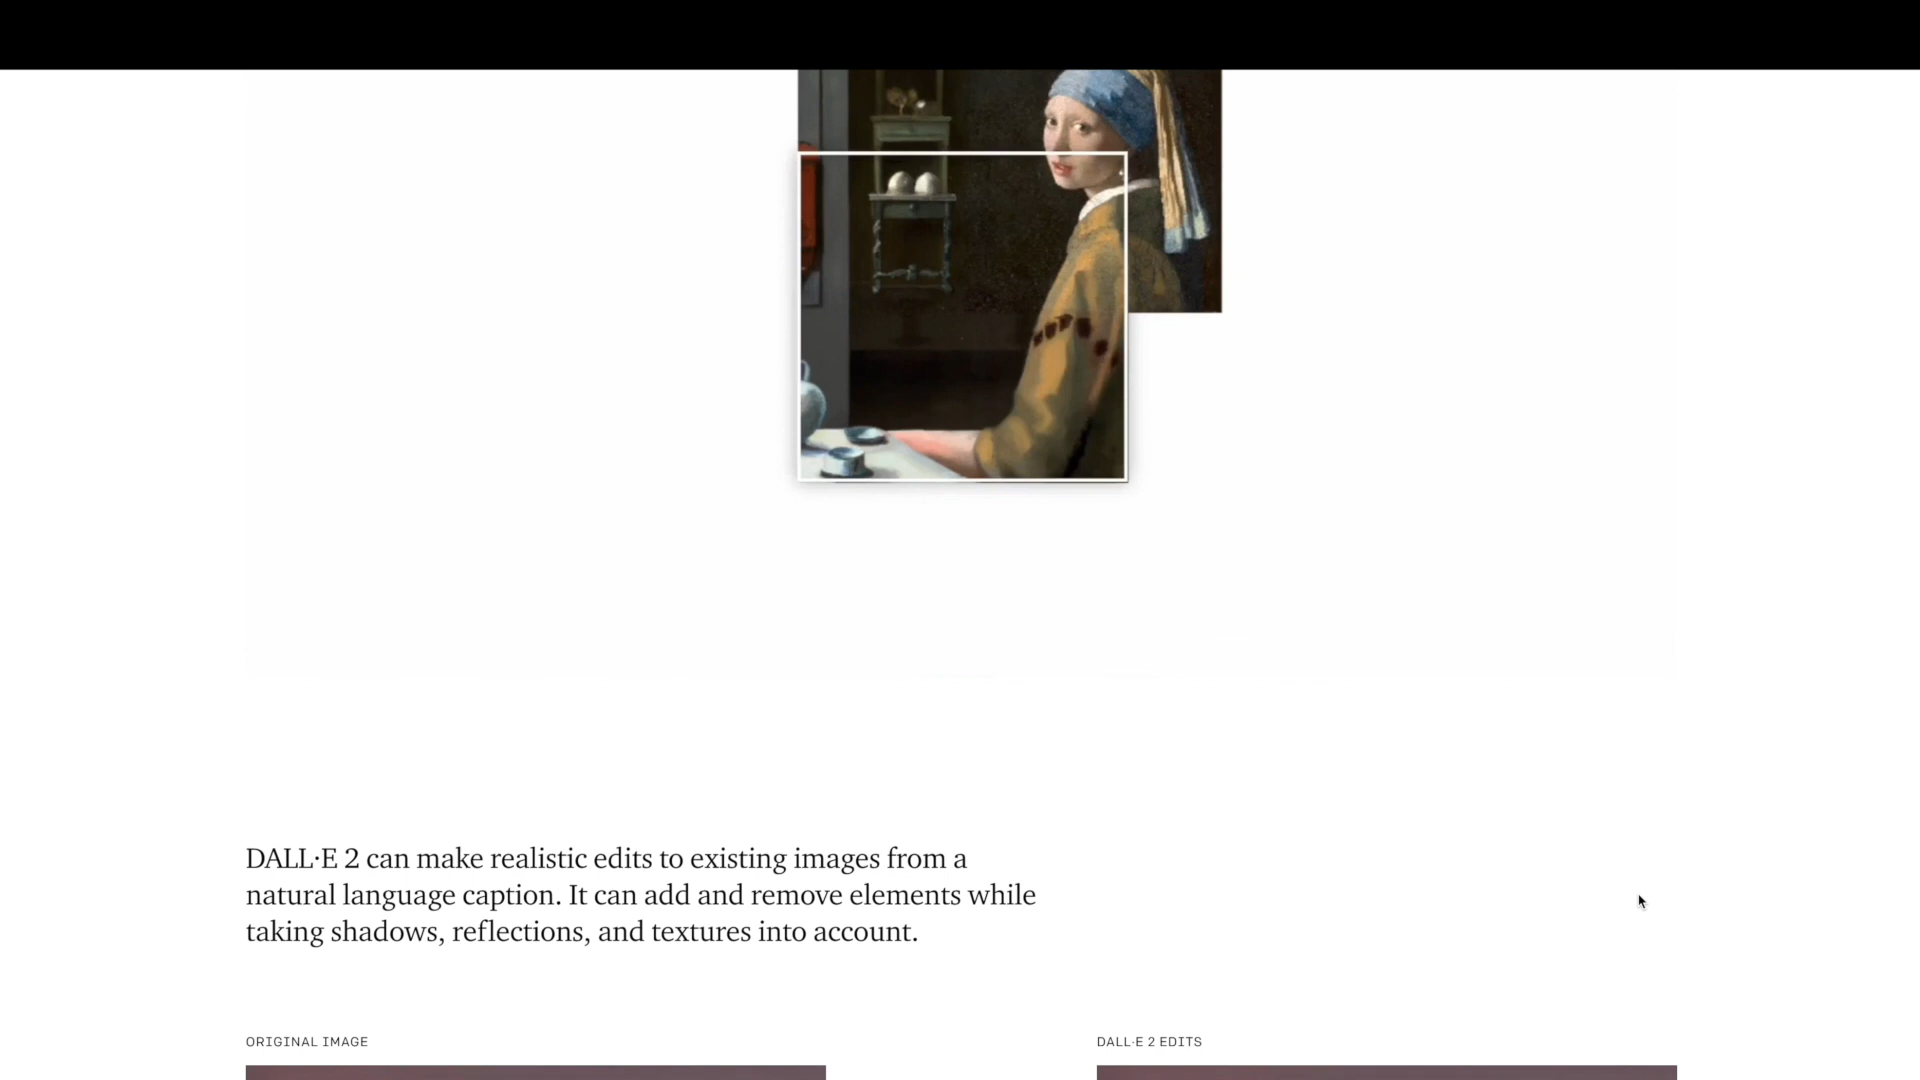 DALL·E 2 can make realistic edits to existing images from a
natural language caption. It can add and remove elements while
taking shadows, reflections, and textures into account.
ORIGINAL IMAGE
DALL·E 2 EDITS